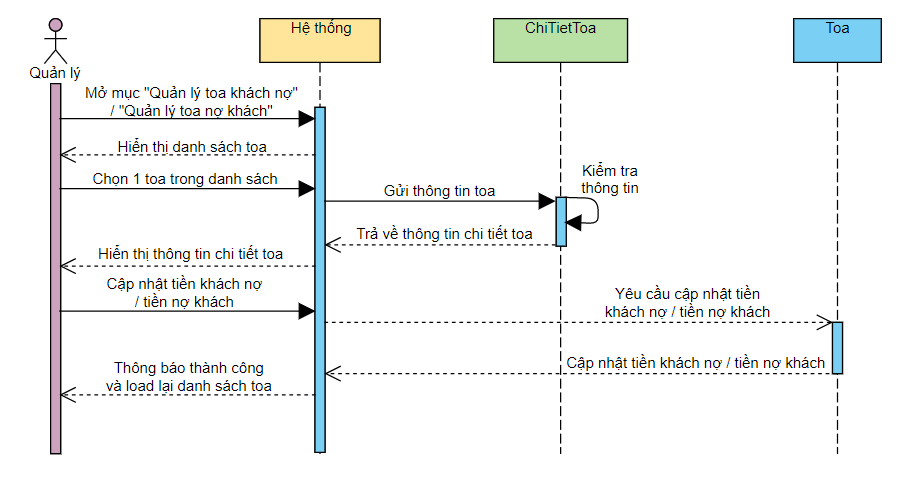 Hệ thống
ChiTietToa
Toa
Quản lý
Mở mục "Quản lý toa khách nợ"
/ "Quản lý toa nợ khách"
Hiển thị danh sách toa
Chọn 1 toa trong danh sách
Gửi thông tin toa
Kiểm tra
thông tin
Trả về thông tin chi tiết toa
Hiển thị thông tin chi tiết toa
Cập nhật tiền khách nợ
/ tiền nợ khách
Yêu cầu cập nhật tiền
khách nợ / tiền nợ khách
Cập nhật tiền khách nợ / tiền nợ khách
Thông báo thành công
và load lại danh sách toa